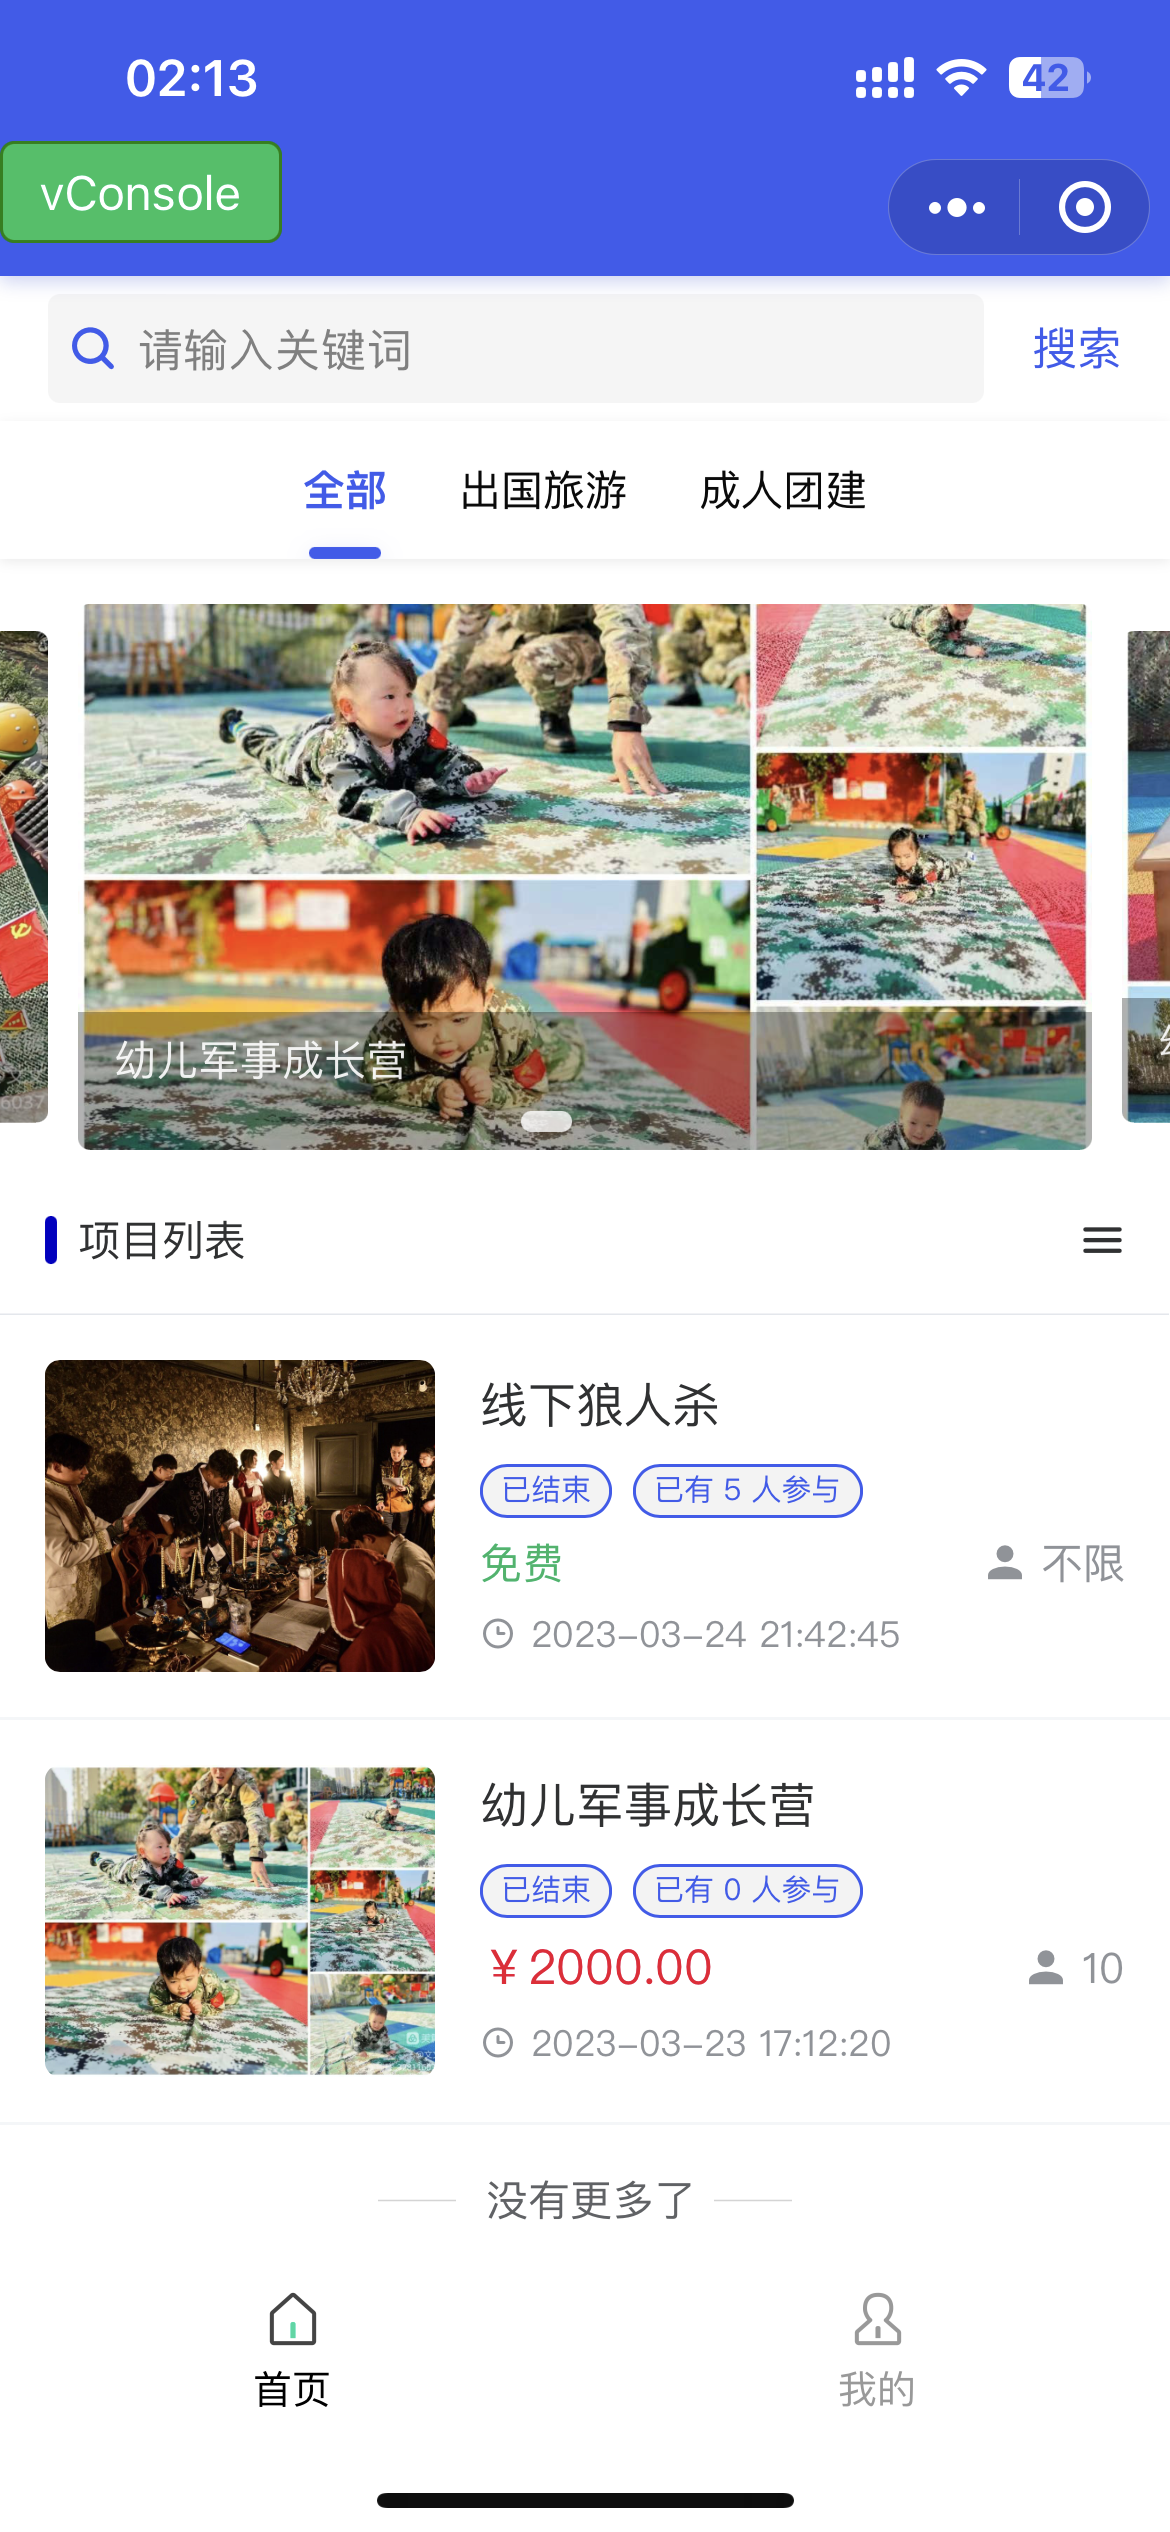 02:13
42
vConsole
请输入关键词
搜索
全部
出国旅游
成人团建
幼儿军事成长营
项目列表
线下狼人杀
已结束
已有 5 人参与
免费
不限
2023-03-24 21:42:45
幼儿军事成长营
已结束
已有 0 人参与
¥ 2000.00
10
2023-03-23 17:12:20
没有更多了
首页
我的